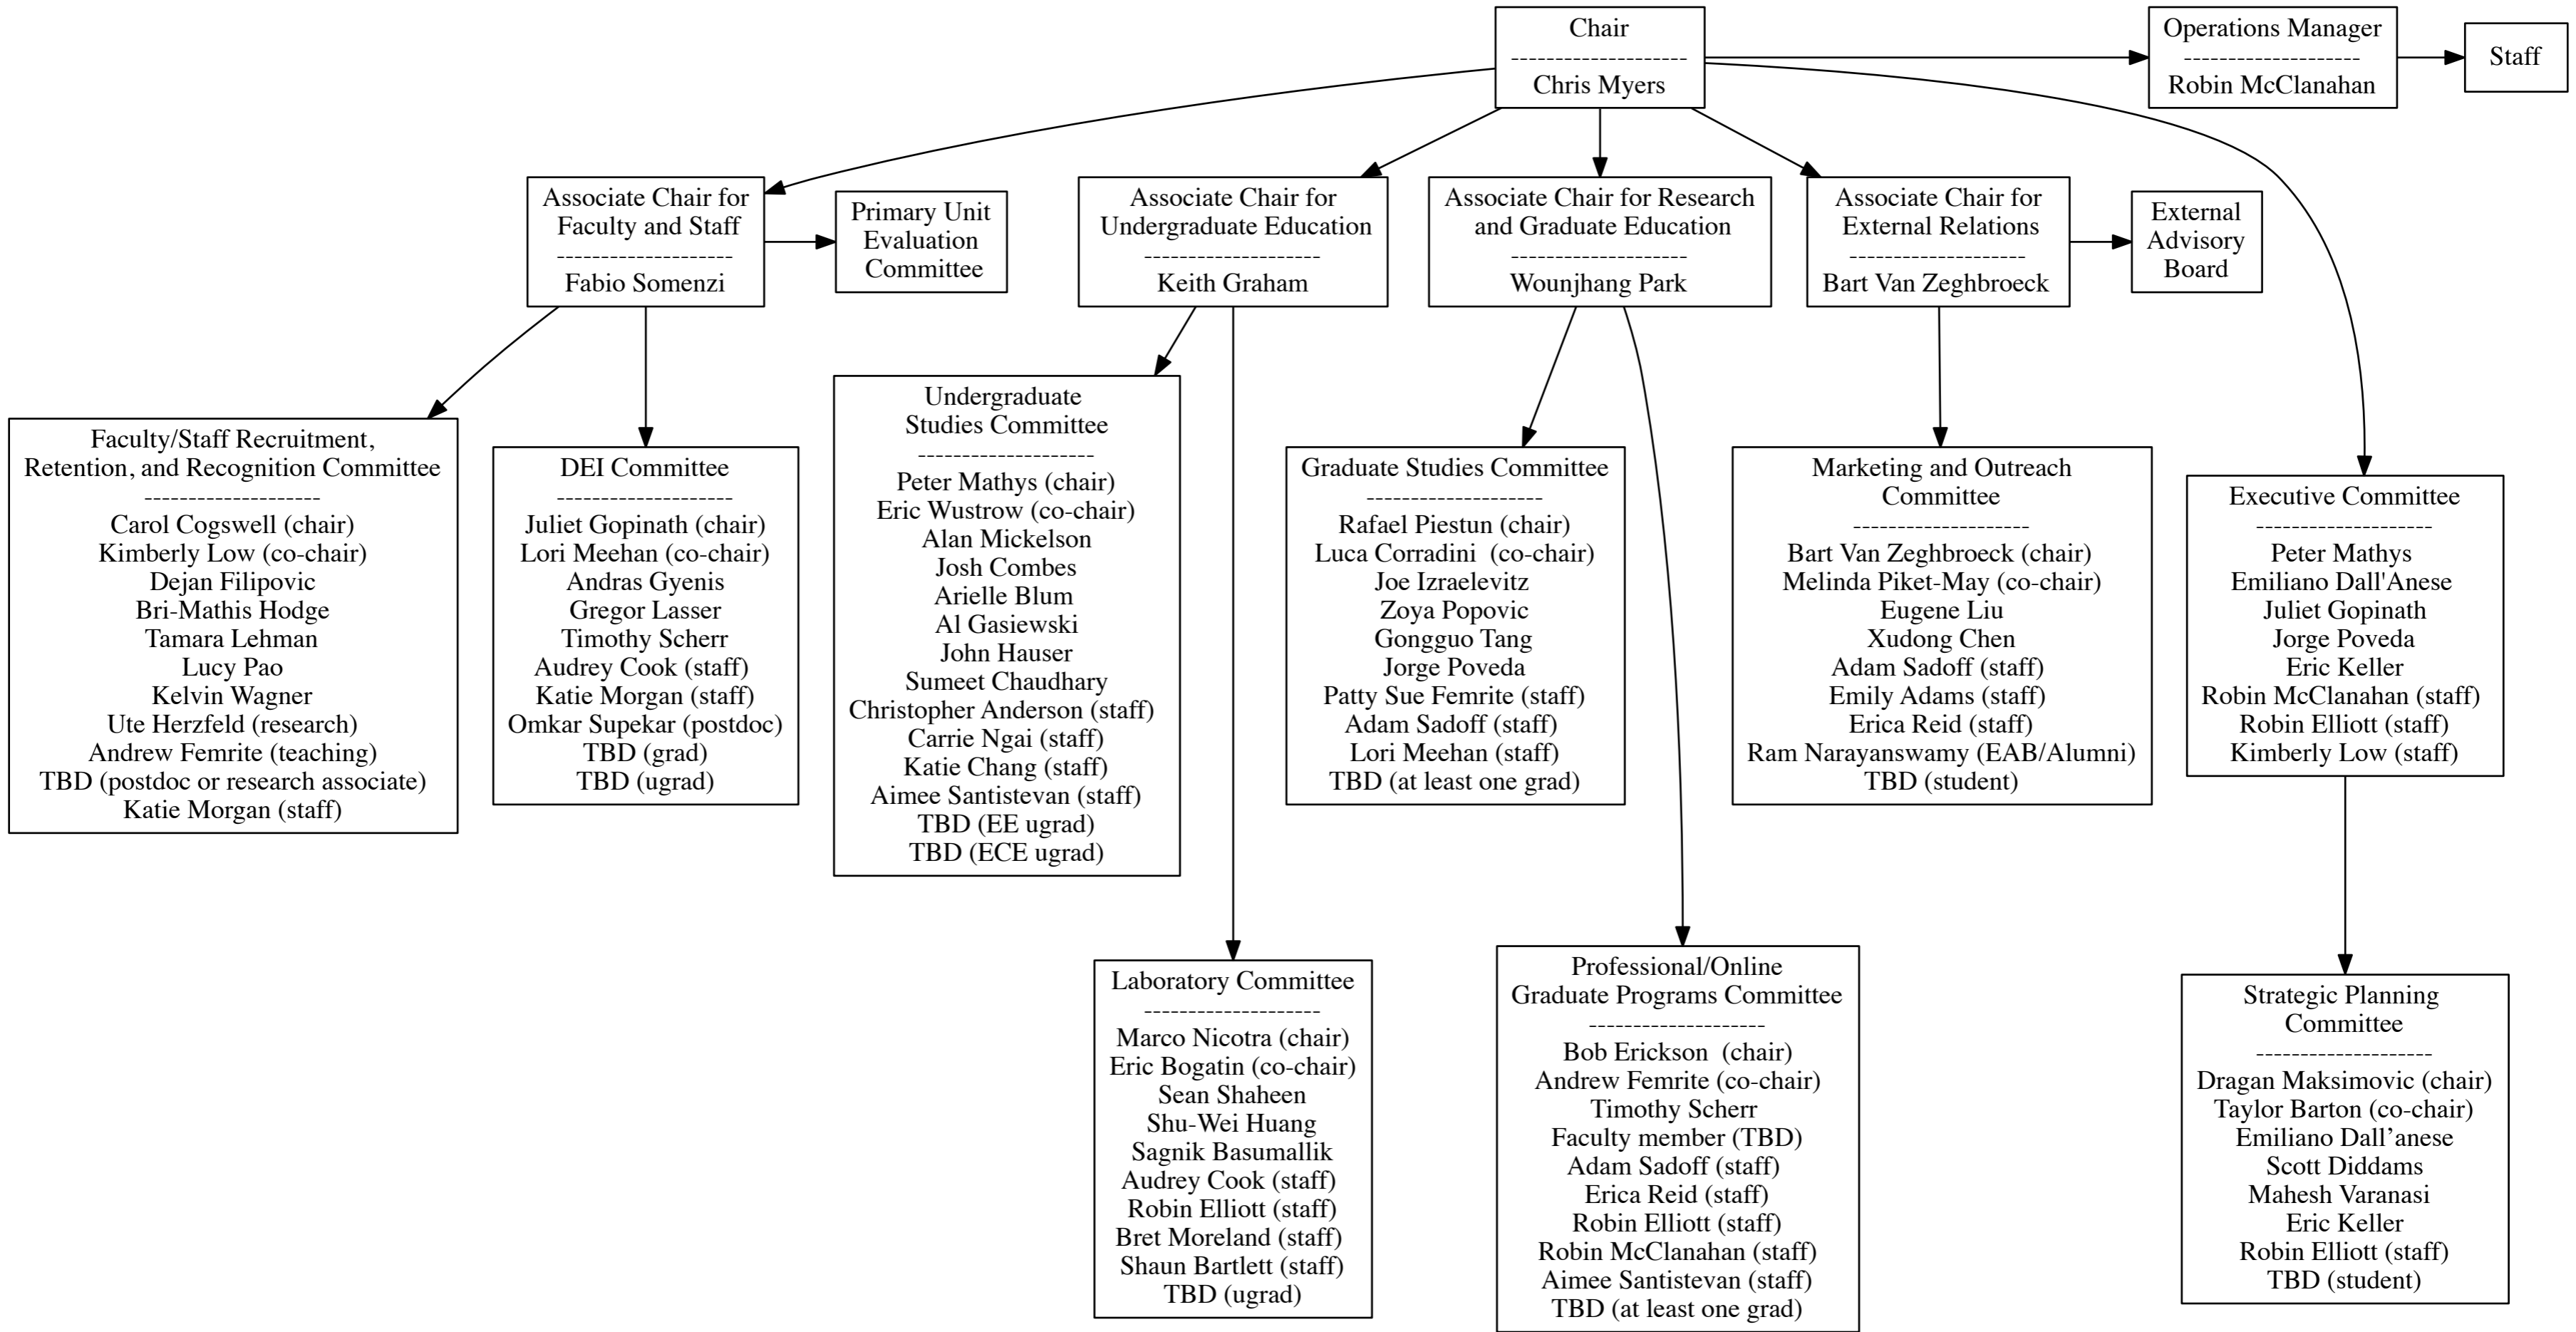 Chair
--------------------
Chris Myers
Operations Manager
--------------------
Robin McClanahan
Staff
Associate Chair for
Faculty and Staff
--------------------
Fabio Somenzi
Primary Unit
Evaluation
Committee
Associate Chair for
Undergraduate Education
--------------------
Keith Graham
Associate Chair for Research
and Graduate Education
--------------------
Wounjhang Park
Associate Chair for
External Relations
--------------------
Bart Van Zeghbroeck
External
Advisory
Board
Faculty/Staff Recruitment,
Retention, and Recognition Committee
--------------------
Carol Cogswell (chair)
Kimberly Low (co-chair)
Dejan Filipovic
Bri-Mathis Hodge
Tamara Lehman
Lucy Pao
Kelvin Wagner
Ute Herzfeld (research)
Andrew Femrite (teaching)
TBD (postdoc or research associate)
Katie Morgan (staff)
DEI Committee
--------------------
Juliet Gopinath (chair)
Lori Meehan (co-chair)
Andras Gyenis
Gregor Lasser
Timothy Scherr
Audrey Cook (staff)
Katie Morgan (staff)
Omkar Supekar (postdoc)
TBD (grad)
TBD (ugrad)
Undergraduate
Studies Committee
--------------------
Peter Mathys (chair)
Eric Wustrow (co-chair)
Alan Mickelson
Josh Combes
Arielle Blum
Al Gasiewski
John Hauser
Sumeet Chaudhary
Christopher Anderson (staff)
Carrie Ngai (staff)
Katie Chang (staff)
Aimee Santistevan (staff)
TBD (EE ugrad)
TBD (ECE ugrad)
Graduate Studies Committee
--------------------
Rafael Piestun (chair)
Luca Corradini  (co-chair)
Joe Izraelevitz
Zoya Popovic
Gongguo Tang
Jorge Poveda
Patty Sue Femrite (staff)
Adam Sadoff (staff)
Lori Meehan (staff)
TBD (at least one grad)
Marketing and Outreach
Committee
--------------------
Bart Van Zeghbroeck (chair)
Melinda Piket-May (co-chair)
Eugene Liu
Xudong Chen
Adam Sadoff (staff)
Emily Adams (staff)
Erica Reid (staff)
Ram Narayanswamy (EAB/Alumni)
TBD (student)
Executive Committee
--------------------
Peter Mathys
Emiliano Dall'Anese
Juliet Gopinath
Jorge Poveda
Eric Keller
Robin McClanahan (staff)
Robin Elliott (staff)
Kimberly Low (staff)
Laboratory Committee
--------------------
Marco Nicotra (chair)
Eric Bogatin (co-chair)
Sean Shaheen
Shu-Wei Huang
Sagnik Basumallik
Audrey Cook (staff)
Robin Elliott (staff)
Bret Moreland (staff)
Shaun Bartlett (staff)
TBD (ugrad)
Professional/Online
Graduate Programs Committee
--------------------
Bob Erickson  (chair)
Andrew Femrite (co-chair)
Timothy Scherr
Faculty member (TBD)
Adam Sadoff (staff)
Erica Reid (staff)
Robin Elliott (staff)
Robin McClanahan (staff)
Aimee Santistevan (staff)
TBD (at least one grad)
Strategic Planning
Committee
--------------------
Dragan Maksimovic (chair)
Taylor Barton (co-chair)
Emiliano Dall’anese
Scott Diddams
Mahesh Varanasi
Eric Keller
Robin Elliott (staff)
TBD (student)